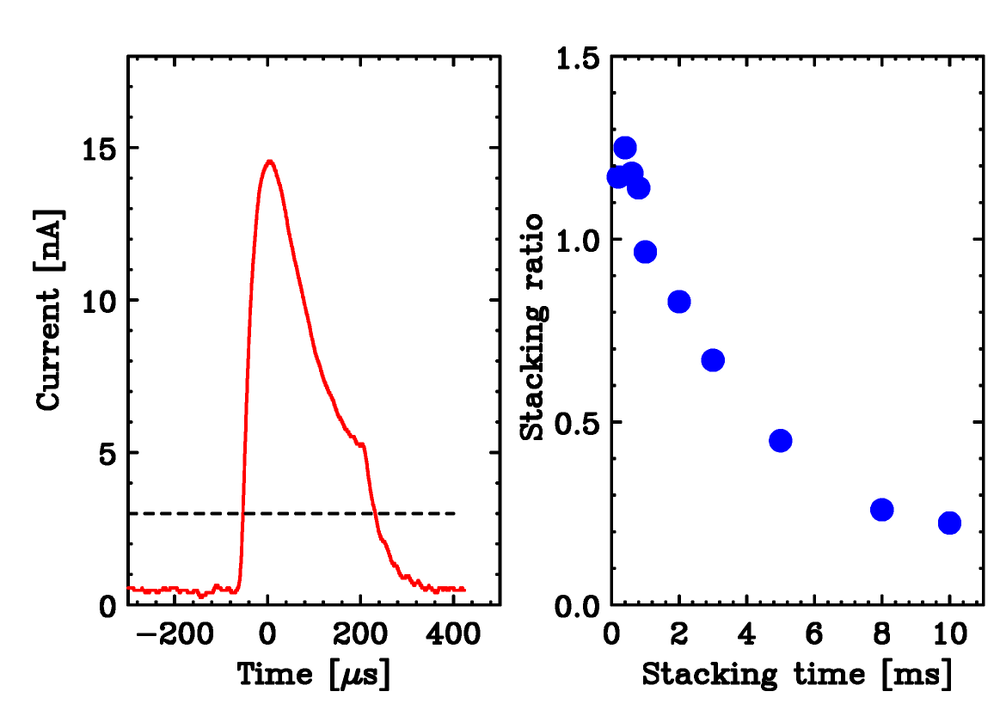 Current [nA]
15
10
5
0
−200 0 200 400
Time [μs]
Stacking ratio
1.5
1.0
0.5
0.0
0 2 4 6 8 10
Stacking time [ms]